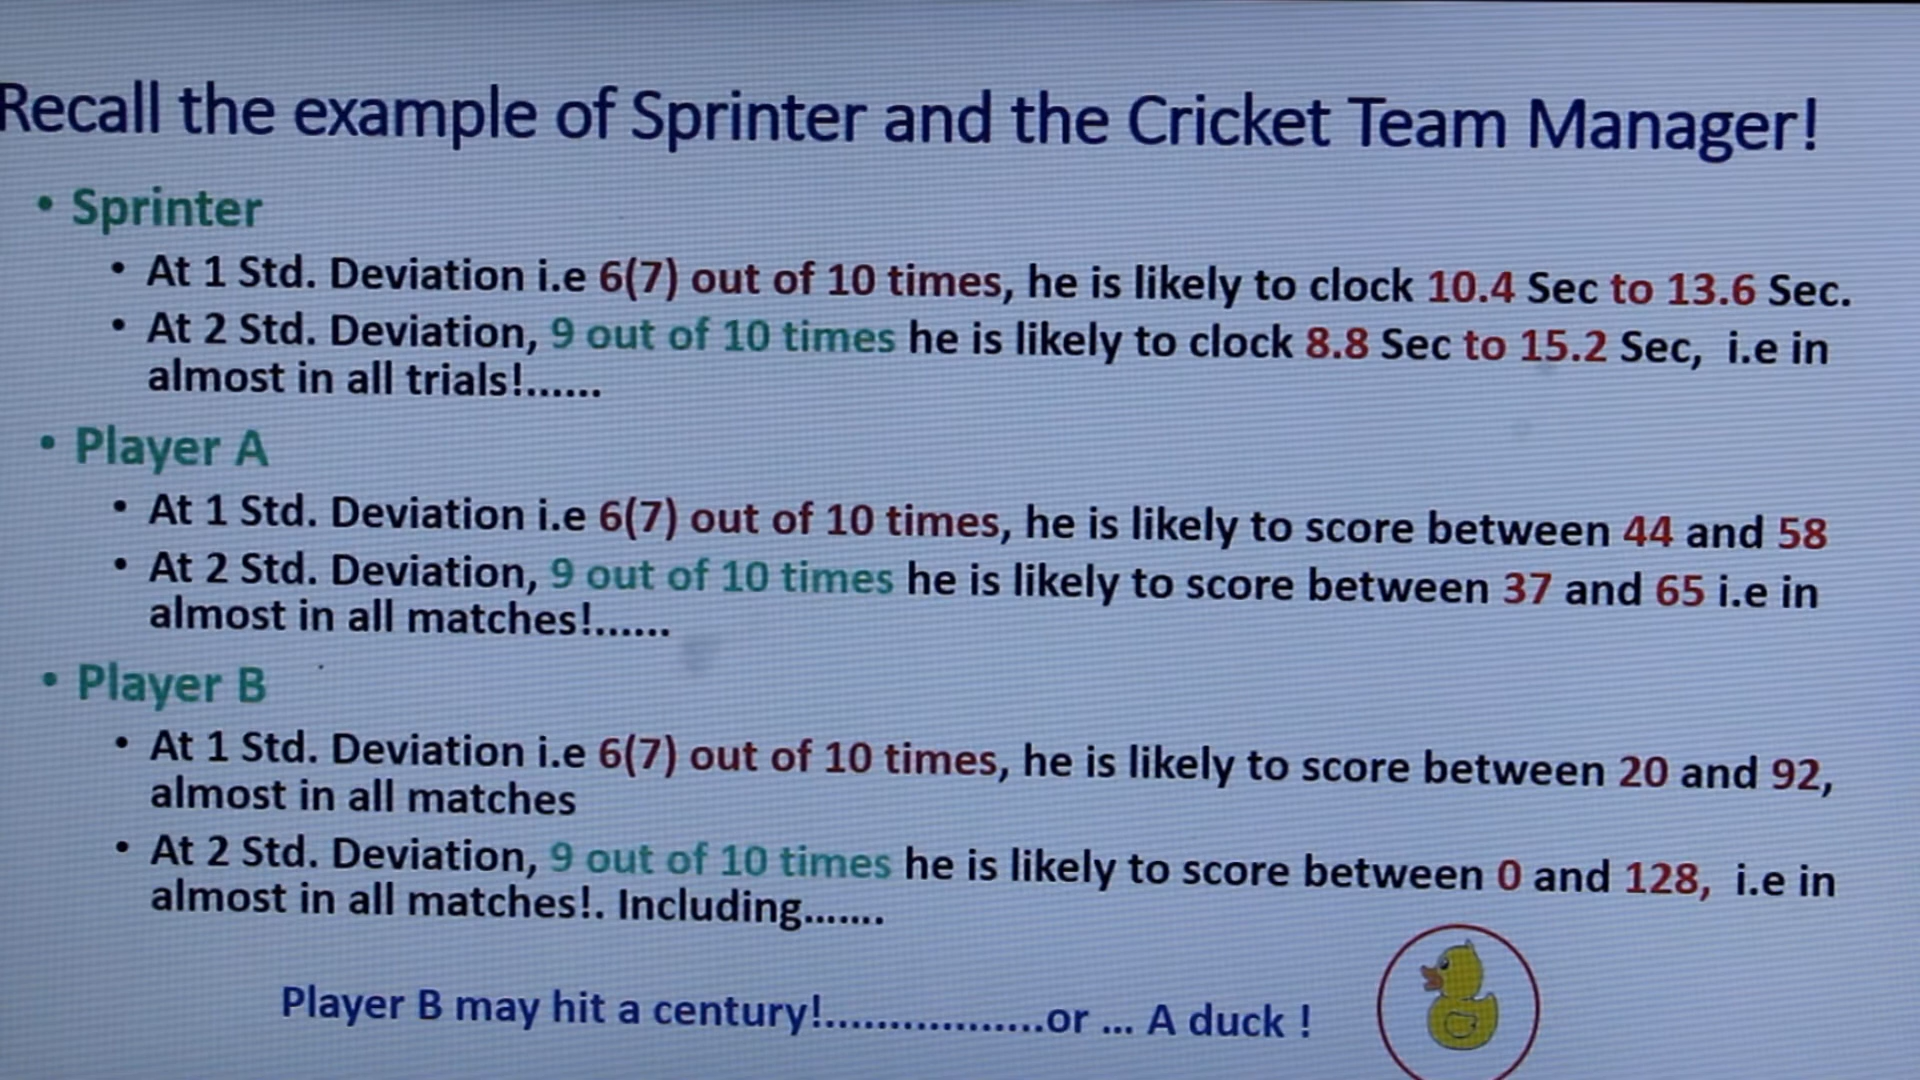 Recall the example of Sprinter and the Cricket Team Manager!
• Sprinter
• At 1 Std. Deviation i.e 6(7) out of 10 times, he is likely to clock 10.4 Sec to 13.6 Sec.
• At 2 Std. Deviation, 9 out of 10 times he is likely to clock 8.8 Sec to 15.2 Sec, i.e in
almost in all trials!......
• Player A
• At 1 Std. Deviation i.e 6(7) out of 10 times, he is likely to score between 44 and 58
• At 2 Std. Deviation, 9 out of 10 times he is likely to score between 37 and 65 i.e in
almost in all matches!......
• Player B
• At 1 Std. Deviation i.e 6(7) out of 10 times, he is likely to score between 20 and 92,
almost in all matches
• At 2 Std. Deviation, 9 out of 10 times he is likely to score between 0 and 128, i.e in
almost in all matches!. Including.......
Player B may hit a century!..................or ... A duck !